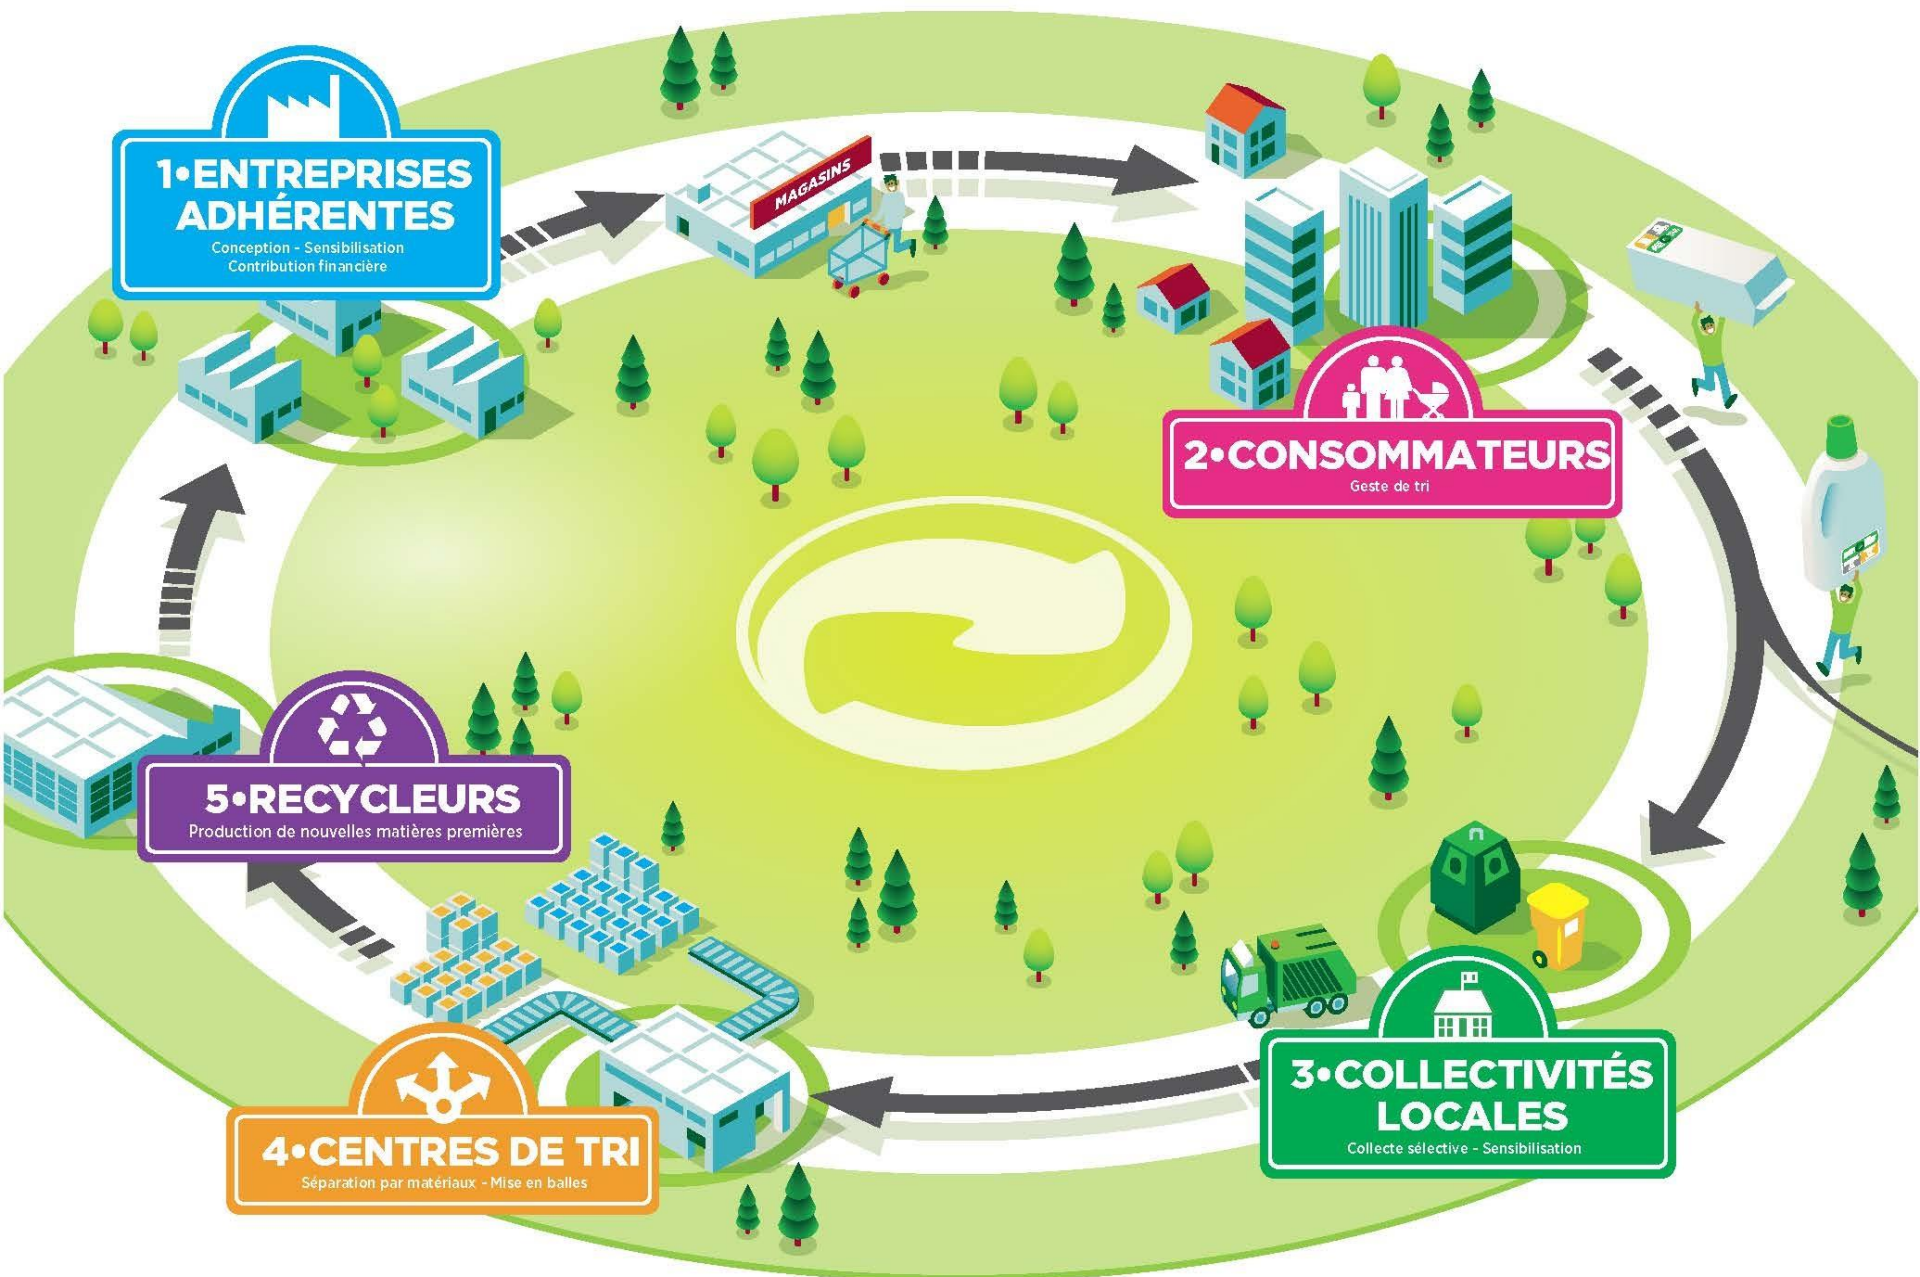 1•ENTREPRISES
ADHÉRENTES
Conception - Sensibilisation
Contribution financière
MAGASINS
2•CONSOMMATEURS
Geste de tri
3•COLLECTIVITÉS
LOCALES
Collecte sélective - Sensibilisation
4•CENTRES DE TRI
Séparation par matériaux - Mise en balles
5•RECYCLEURS
Production de nouvelles matières premières